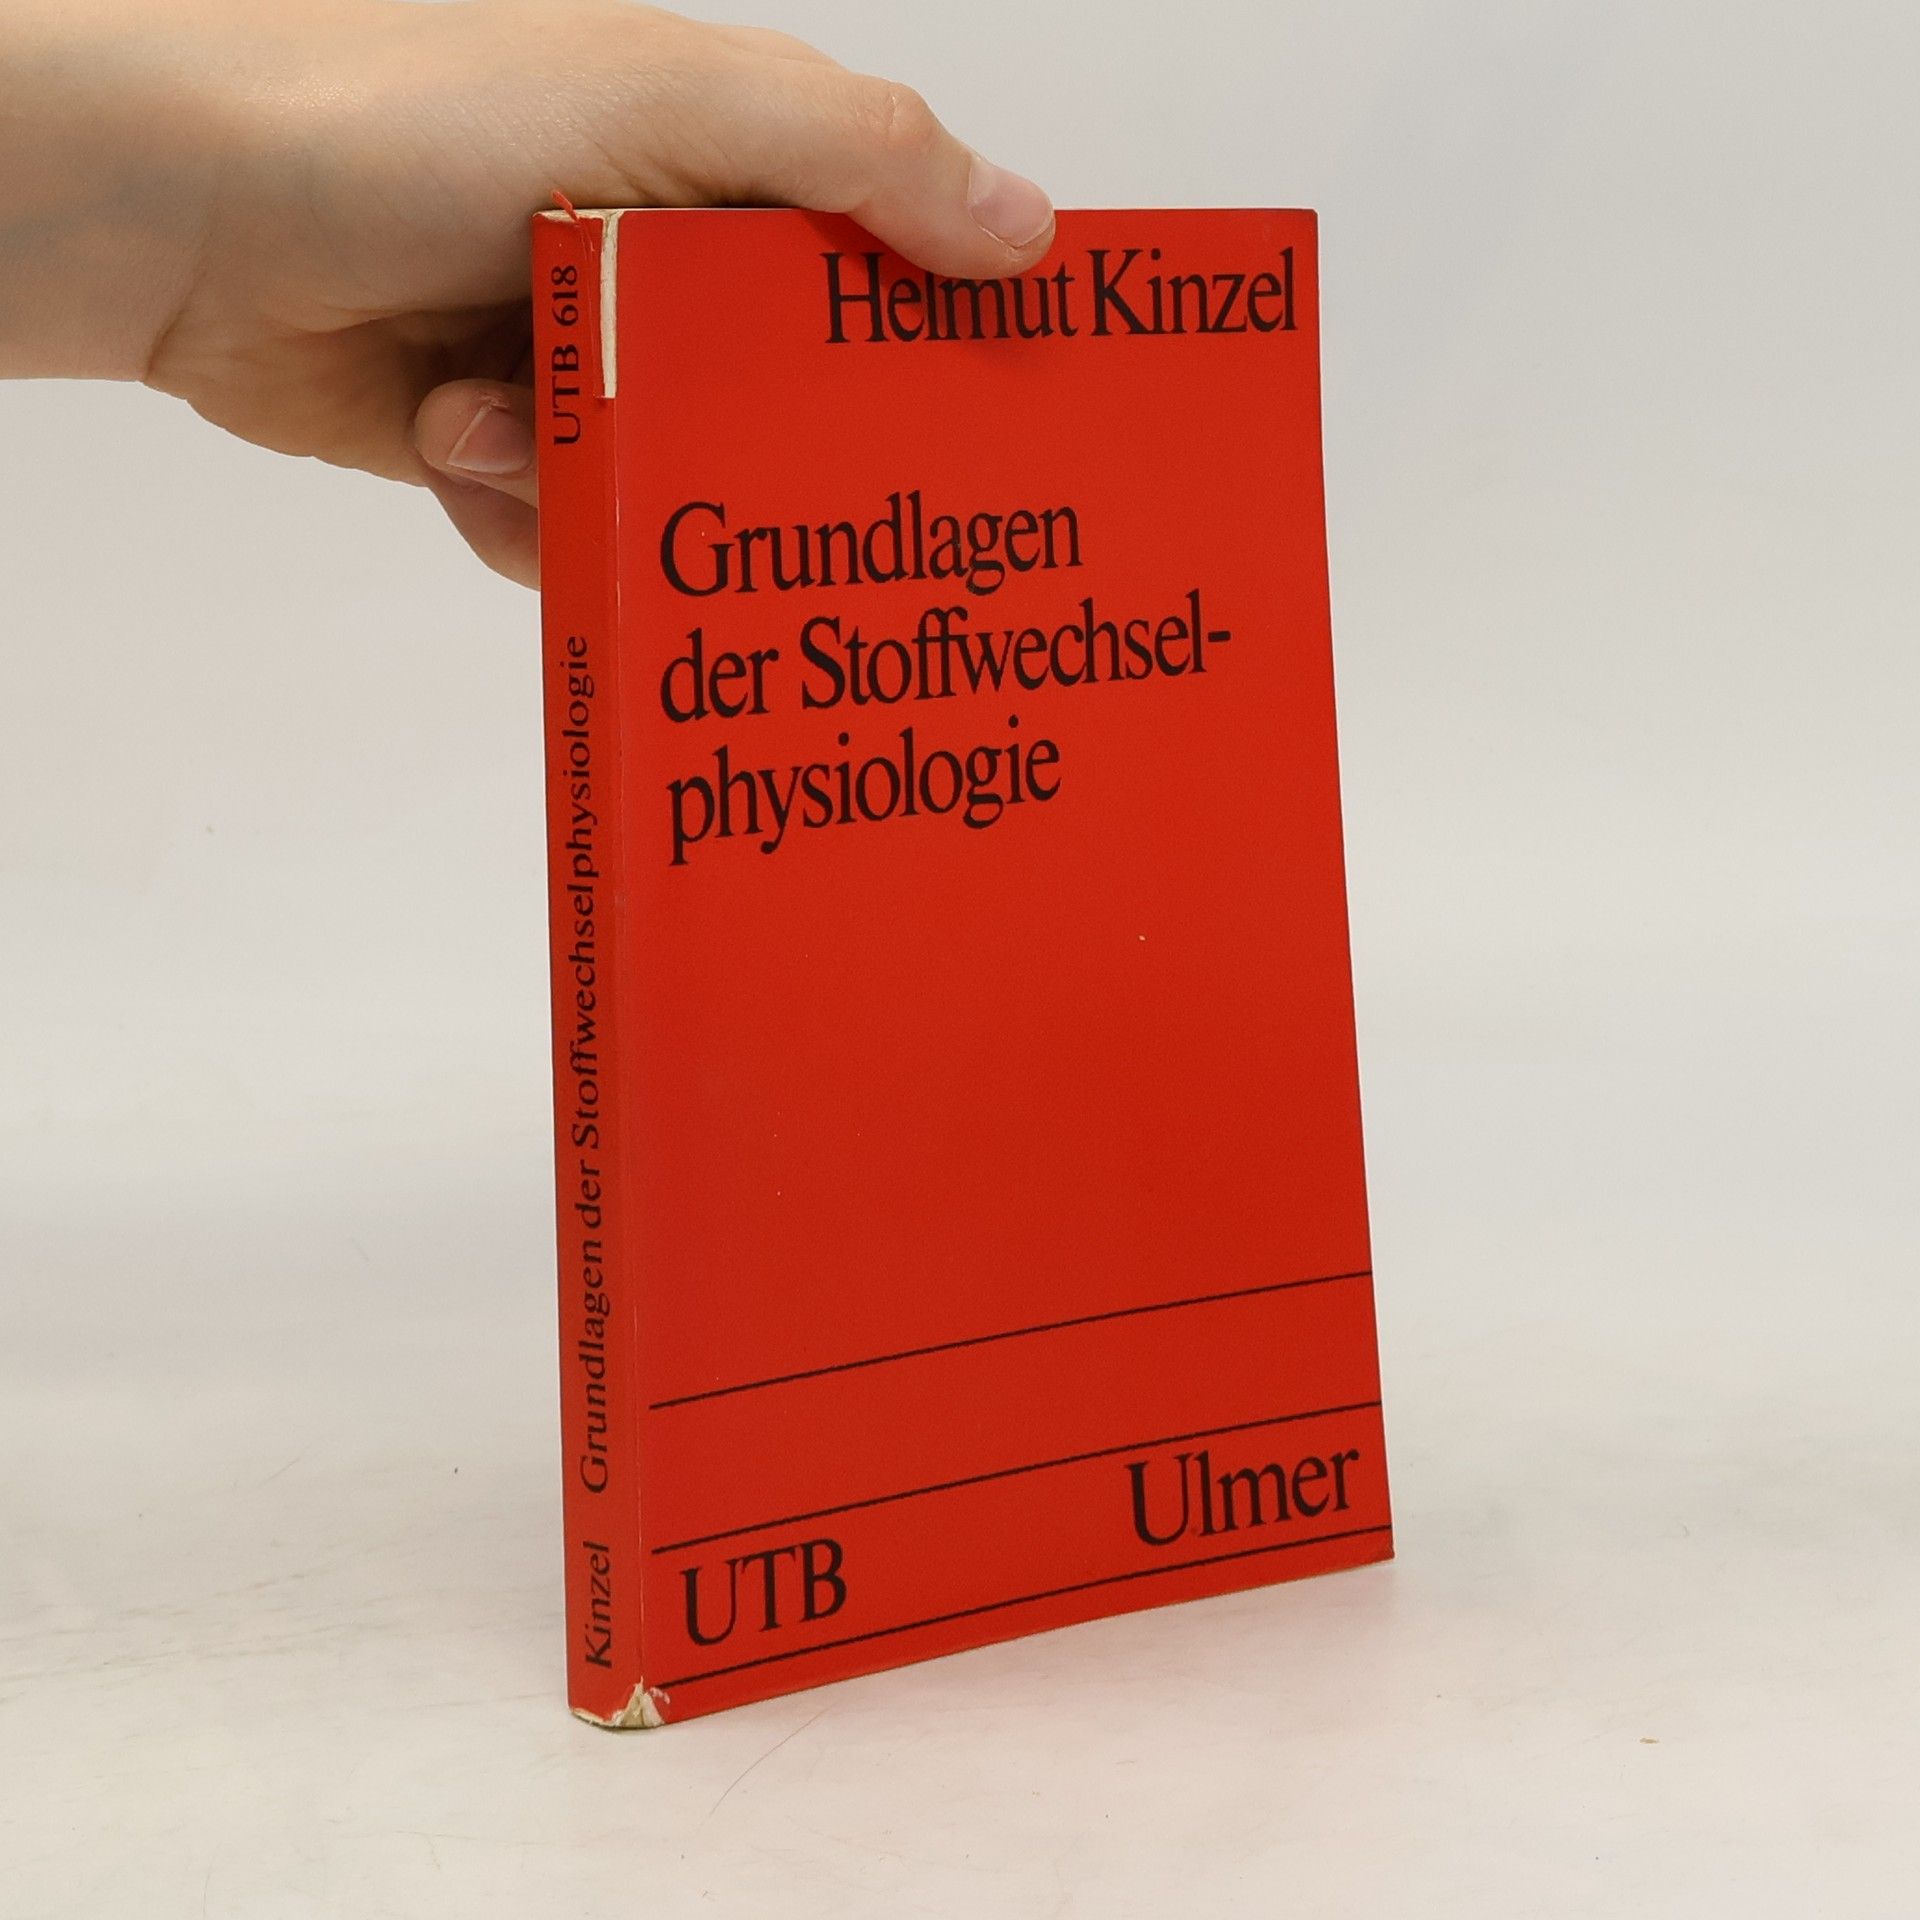 Helmut Kinzel
Grundlagen
der Stoffwechsel-
physiologie
Ulmer
UTB
Kinzel Grundlagen der Stoffwechselphysiologie UTB 618